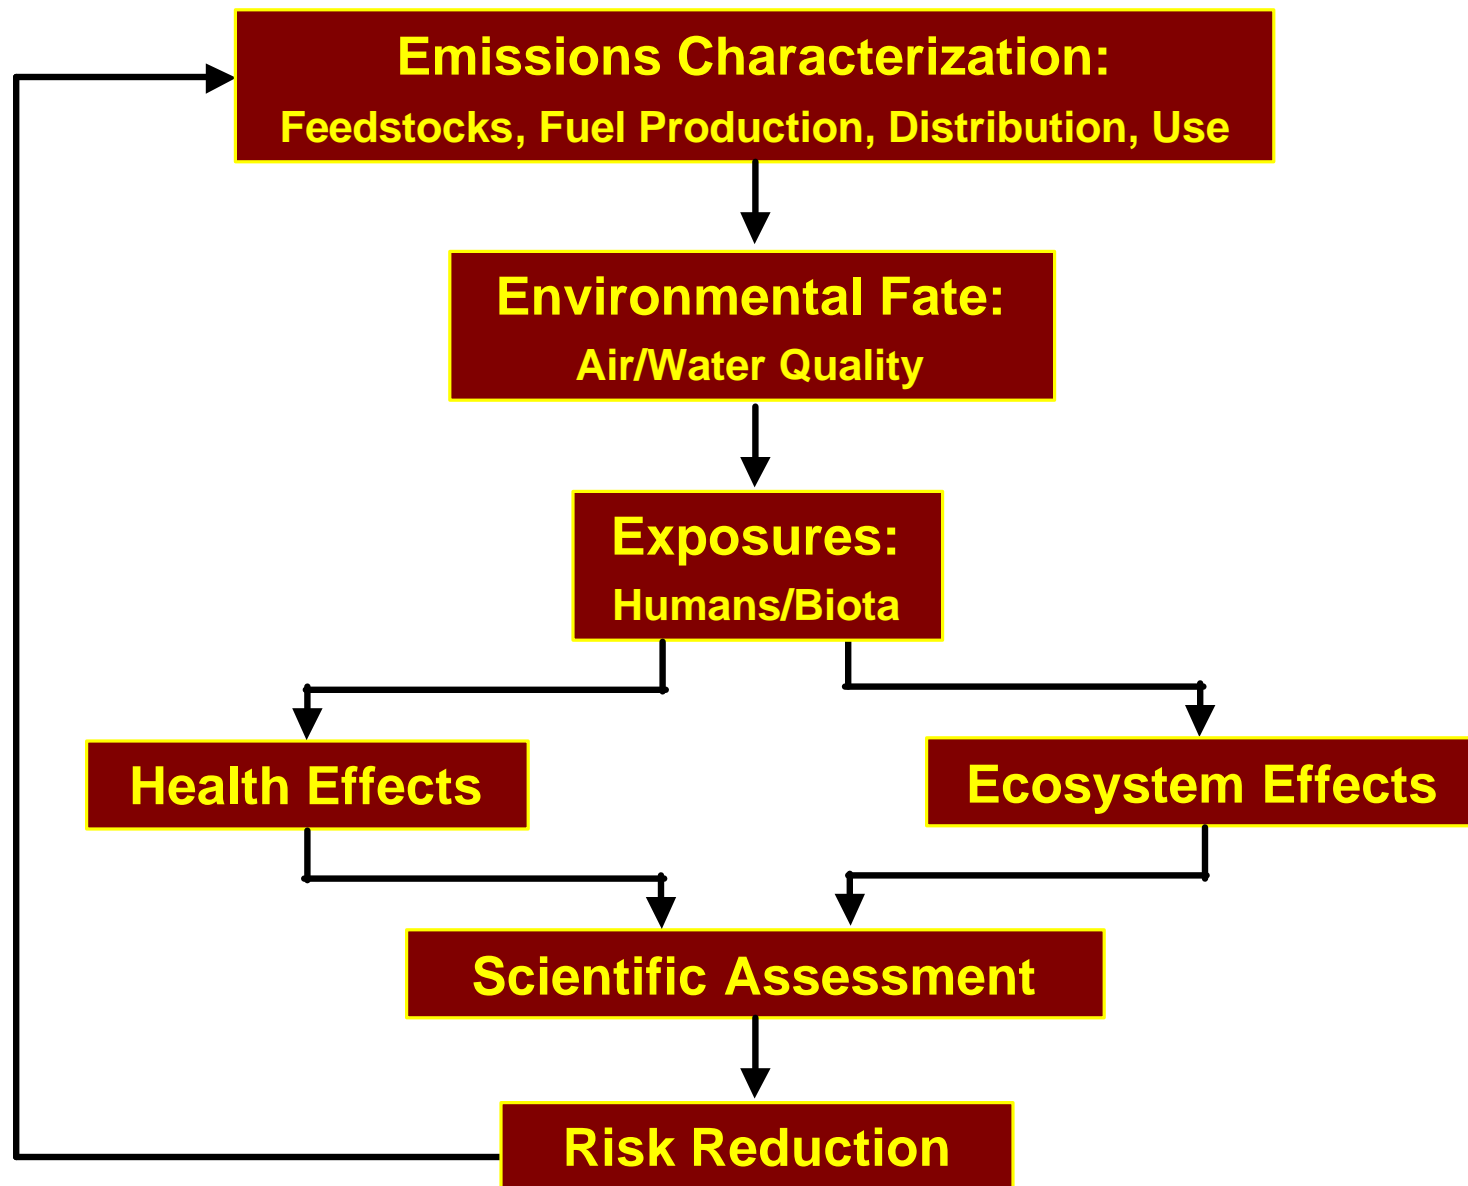 Emissions Characterization:
Feedstocks, Fuel Production, Distribution, Use
Environmental Fate:
Air/Water Quality
Exposures:
Humans/Biota
Health Effects
Ecosystem Effects
Scientific Assessment
Risk Reduction